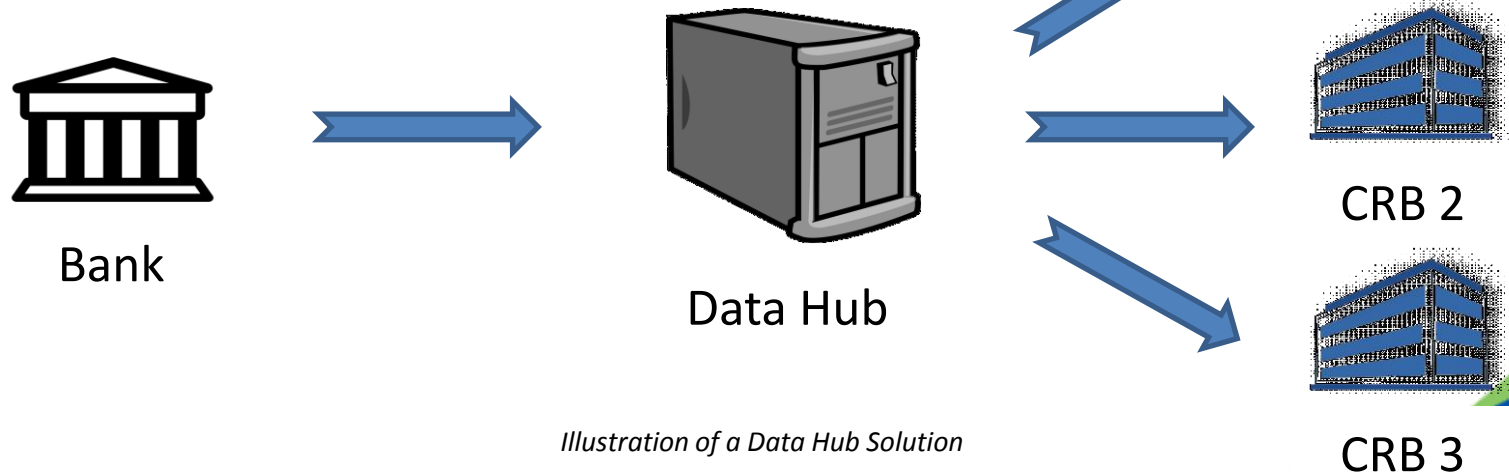 CRB 2
Bank
Data Hub
Illustration of a Data Hub Solution
CRB 3